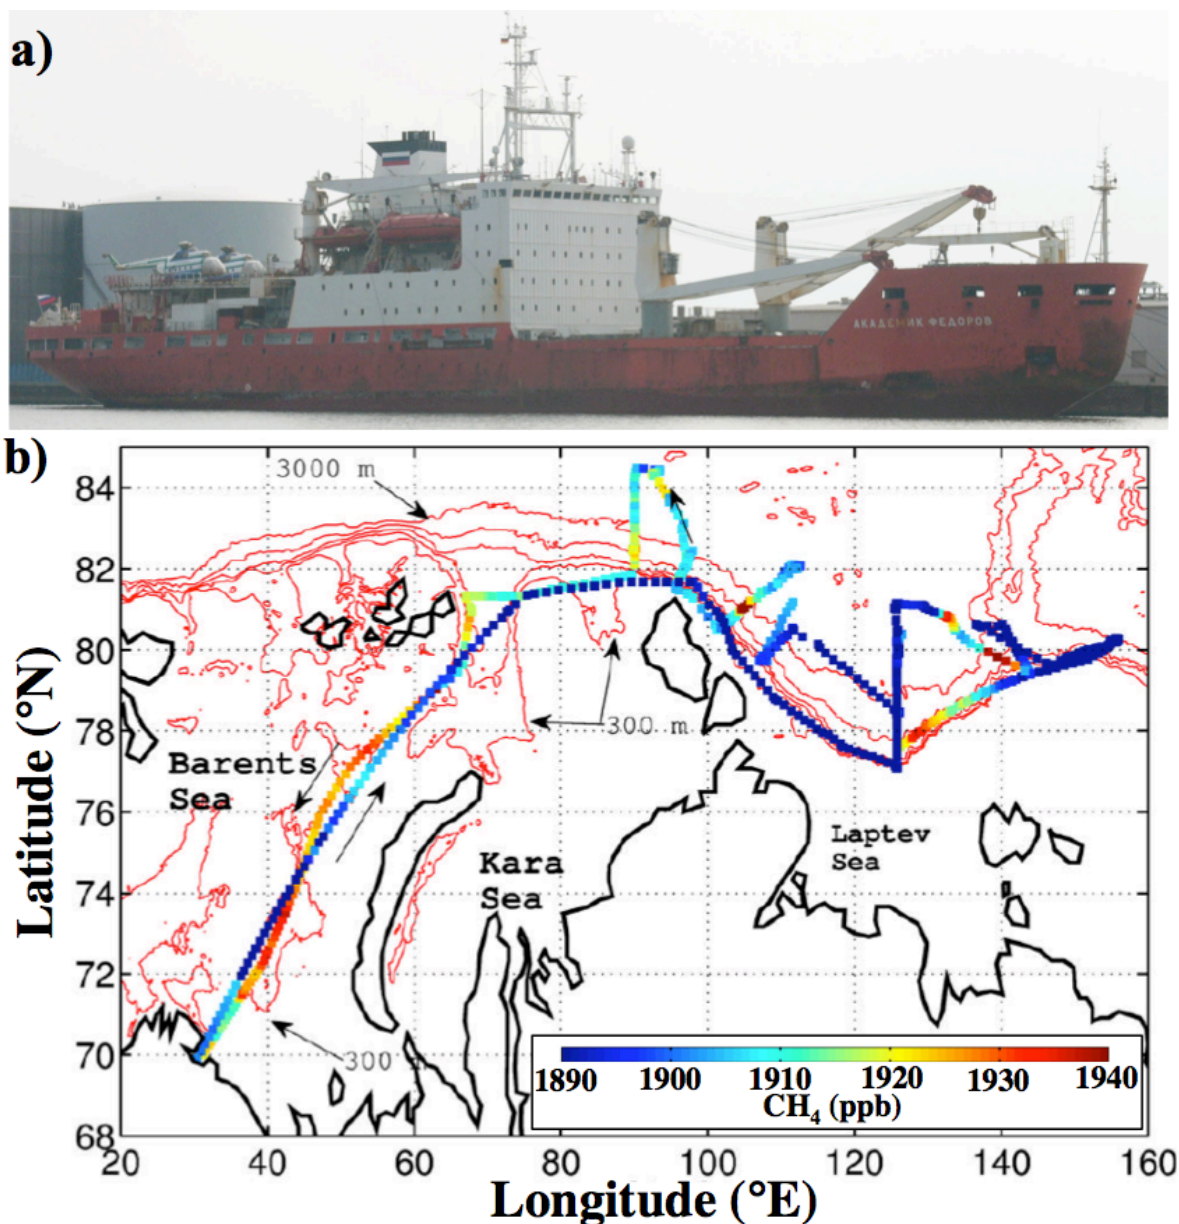 a)
АКАДЕМИК ФЕДОРОВ
b)
3000 m
84
82
80
78
76
74
72
70
68
Latitude (°N)
300 m
Barents
Sea
Kara
Sea
Laptev
Sea
300 m
1890 1900 1910 1920 1930 1940
CH4 (ppb)
20 40 60 80 100 120 140 160
Longitude (°E)